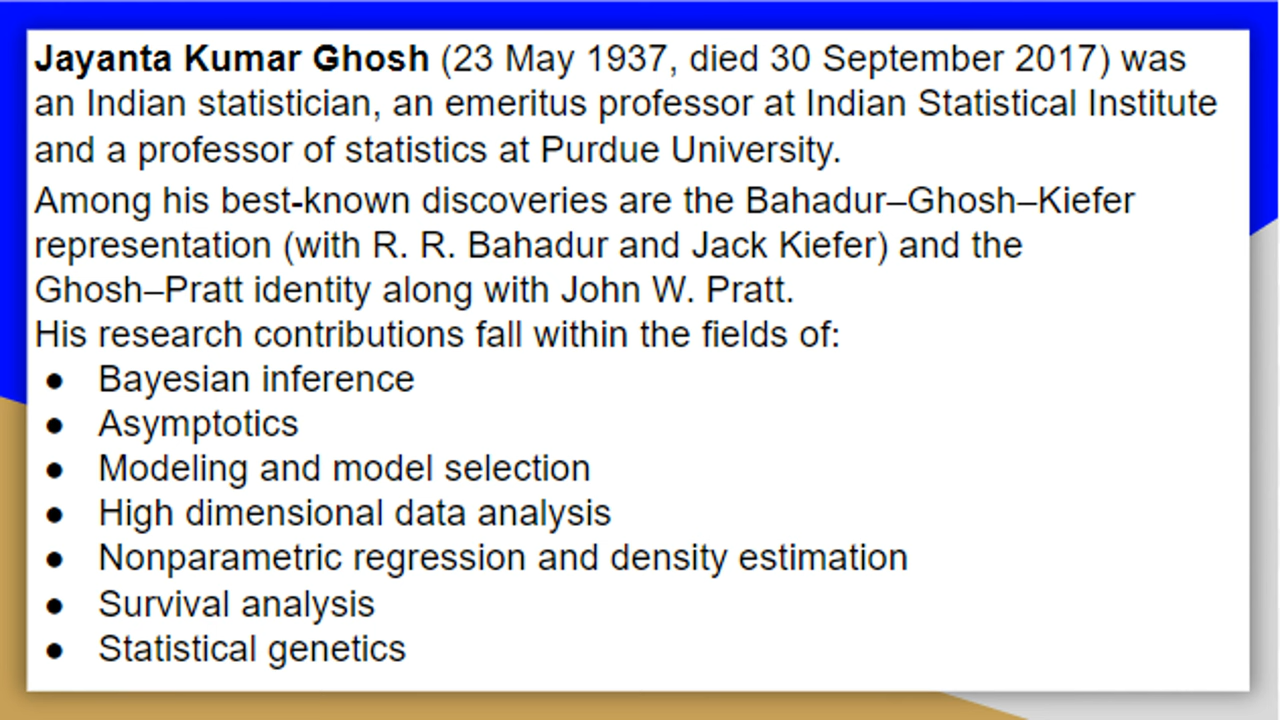 Jayanta Kumar Ghosh (23 May 1937, died 30 September 2017) was
an Indian statistician, an emeritus professor at Indian Statistical Institute
and a professor of statistics at Purdue University.
Among his best-known discoveries are the Bahadur–Ghosh–Kiefer
representation (with R. R. Bahadur and Jack Kiefer) and the
Ghosh–Pratt identity along with John W. Pratt.
His research contributions fall within the fields of:
● Bayesian inference
● Asymptotics
● Modeling and model selection
● High dimensional data analysis
● Nonparametric regression and density estimation
● Survival analysis
● Statistical genetics